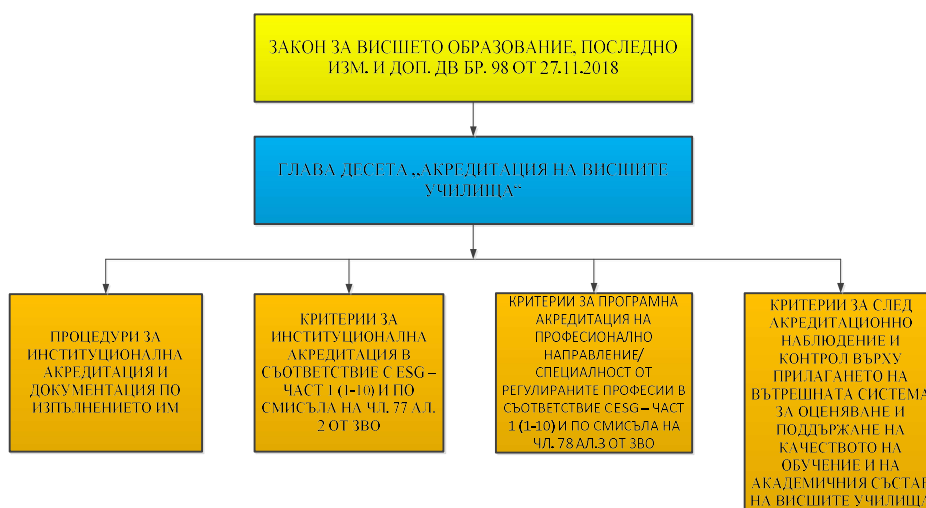 ЗАКОН ЗА ВИСШЕТО ОБРАЗОВАНИЕ, ПОСЛЕДНО
ИЗМ. И ДОП. ДВ БР. 98 ОТ 27.11.2018
ГЛАВА ДЕСЕТА „АКРЕДИТАЦИЯ НА ВИСШИТЕ
УЧИЛИЩА“
ПРОЦЕДУРИ ЗА
ИНСТИТУЦИОНАЛНА
АКРЕДИТАЦИЯ И
ДОКУМЕНТАЦИЯ ПО
ИЗПЪЛНЕНИЕТО ИМ
КРИТЕРИИ ЗА
ИНСТИТУЦИОНАЛНА
АКРЕДИТАЦИЯ В
СЪОТВЕТСТВИЕ С ESG –
ЧАСТ 1 (1-10) И ПО
СМИСЪЛА НА ЧЛ. 77 АЛ.
2 ОТ ЗВО
КРИТЕРИИ ЗА ПРОГРАМНА
АКРЕДИТАЦИЯ НА
ПРОФЕСИОНАЛНО
НАПРАВЛЕНИЕ/
СПЕЦИАЛНОСТ ОТ
РЕГУЛИРАНИТЕ ПРОФЕСИИ В
СЪОТВЕТСТВИЕ СESG – ЧАСТ
1 (1-10) И ПО СМИСЪЛА НА
ЧЛ. 78 АЛ.3 ОТ ЗВО
КРИТЕРИИ ЗА СЛЕД
АКРЕДИТАЦИОННО
НАБЛЮДЕНИЕ И
КОНТРОЛ ВЪРХУ
ПРИЛАГАНЕТО НА
ВЪТРЕШНАТА СИСТЕМА
ЗА ОЦЕНЯВАНЕ И
ПОДДЪРЖАНЕ НА
КАЧЕСТВОТО НА
ОБУЧЕНИЕ И НА
АКАДЕМИЧНИЯ СЪСТАВ
НА ВИСШИТЕ УЧИЛИЩА